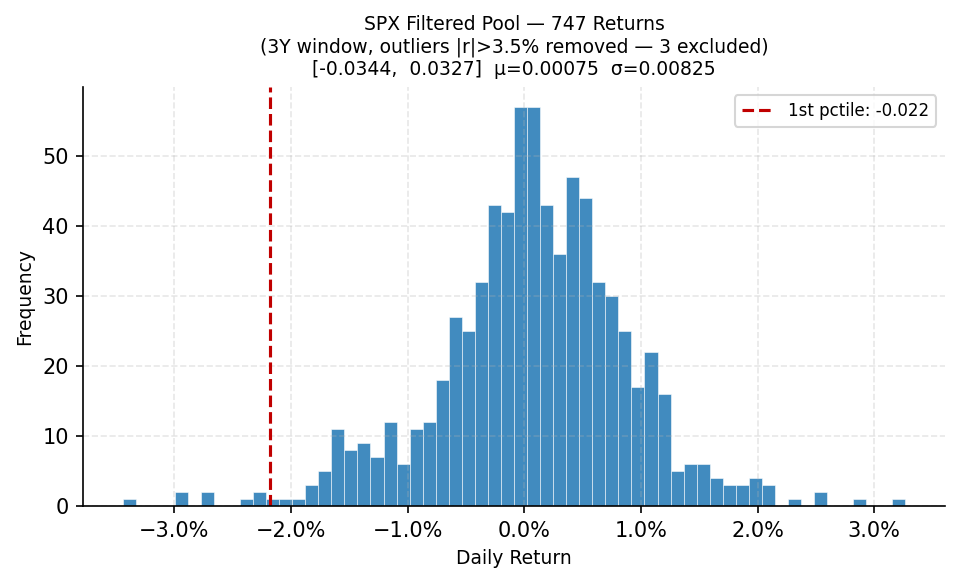 SPX Filtered Pool — 747 Returns
(3Y window, outliers |r|>3.5% removed — 3 excluded)
[-0.0344,  0.0327]  μ=0.00075  σ=0.00825
1st pctile: -0.022
Frequency
50
40
30
20
10
0
−3.0%
−2.0%
−1.0%
0.0%
1.0%
2.0%
3.0%
Daily Return